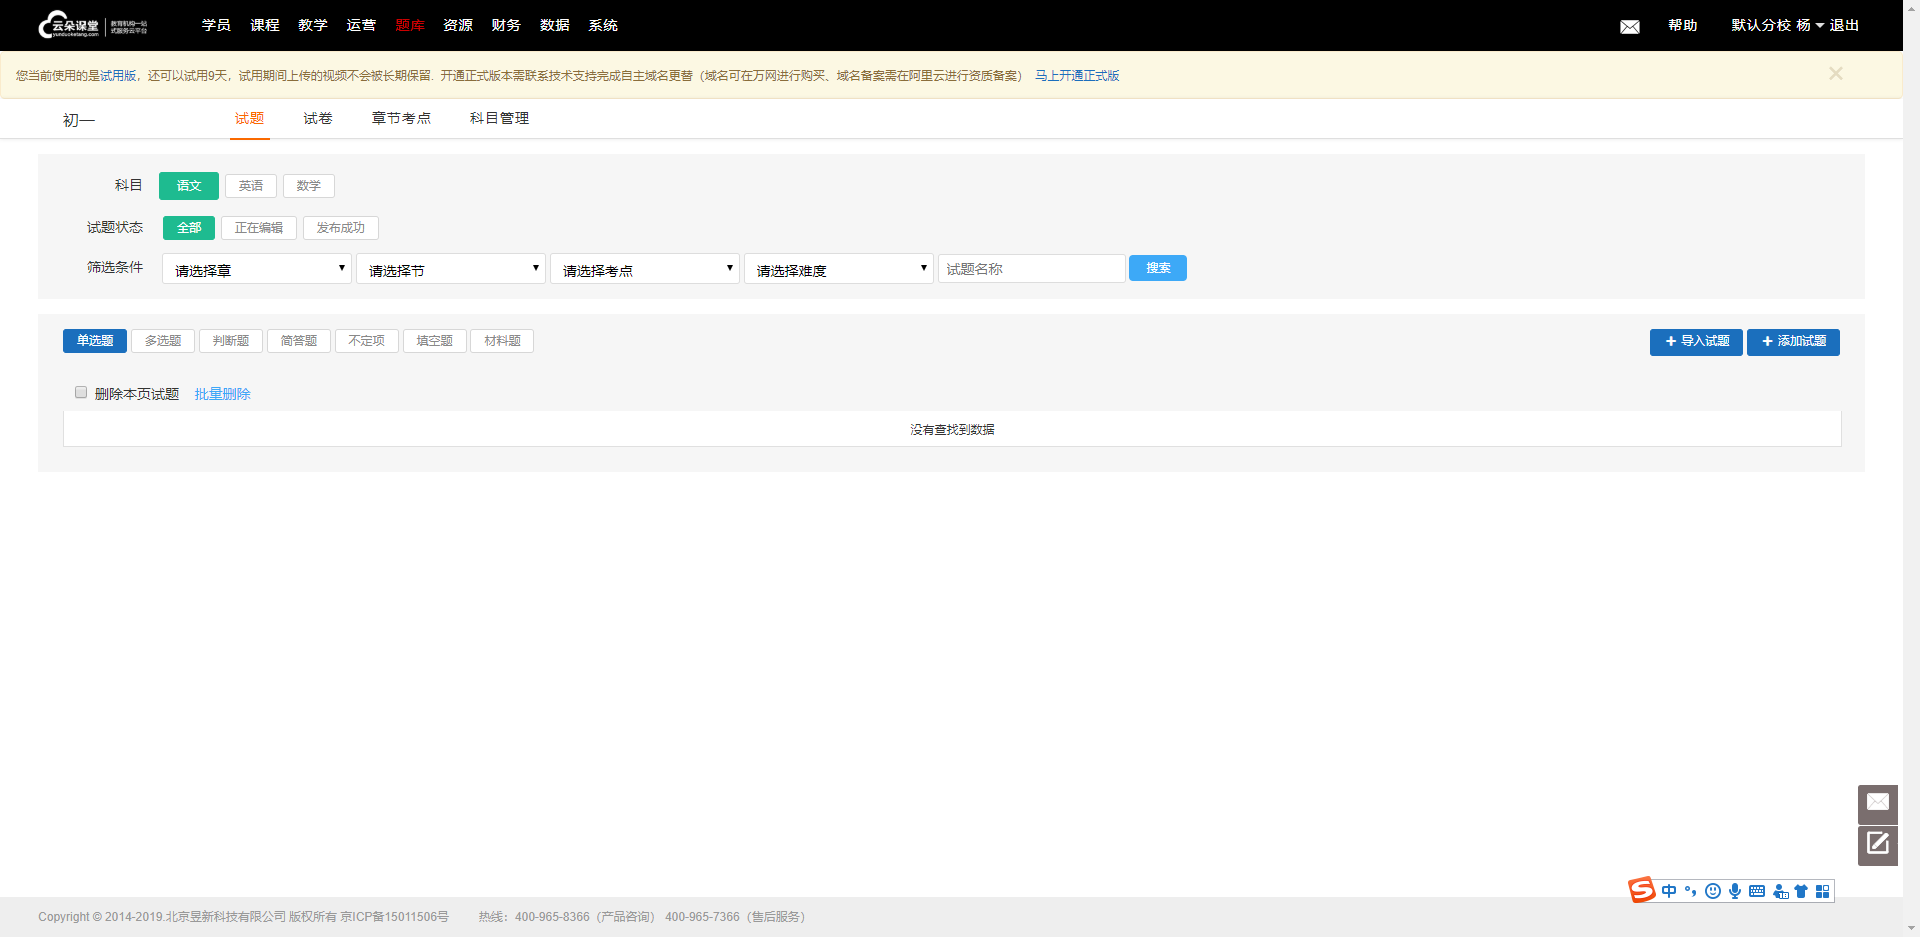 云朵课堂 yunduoketang.com 教育机构一站式服务云平台 学员 课程 教学 运营 题库 资源 财务 数据 系统 帮助 默认分校 杨 退出
您当前使用的是试用版，还可以试用9天，试用期间上传的视频不会被长期保留. 开通正式版本需联系技术支持完成自主域名更替（域名可在万网进行购买、域名备案需在阿里云进行资质备案） 马上开通正式版
初一 试题 试卷 章节考点 科目管理
科目 语文 英语 数学
试题状态 全部 正在编辑 发布成功
筛选条件 请选择章 请选择节 请选择考点 请选择难度 试题名称 搜索
单选题 多选题 判断题 简答题 不定项 填空题 材料题 + 导入试题 + 添加试题
删除本页试题 批量删除
没有查找到数据
中
Copyright © 2014-2019.北京昱新科技有限公司 版权所有 京ICP备15011506号 热线：400-965-8366（产品咨询） 400-965-7366（售后服务）